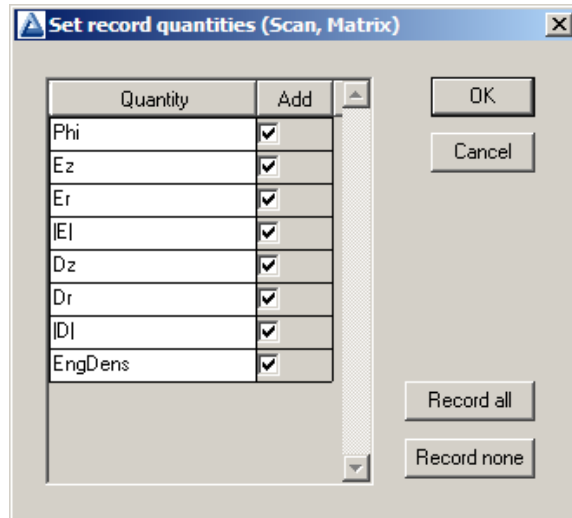 Set record quantities (Scan, Matrix)
Quantity Add
Phi
Ez
Er
|E|
Dz
Dr
|D|
EngDens
OK
Cancel
Record all
Record none